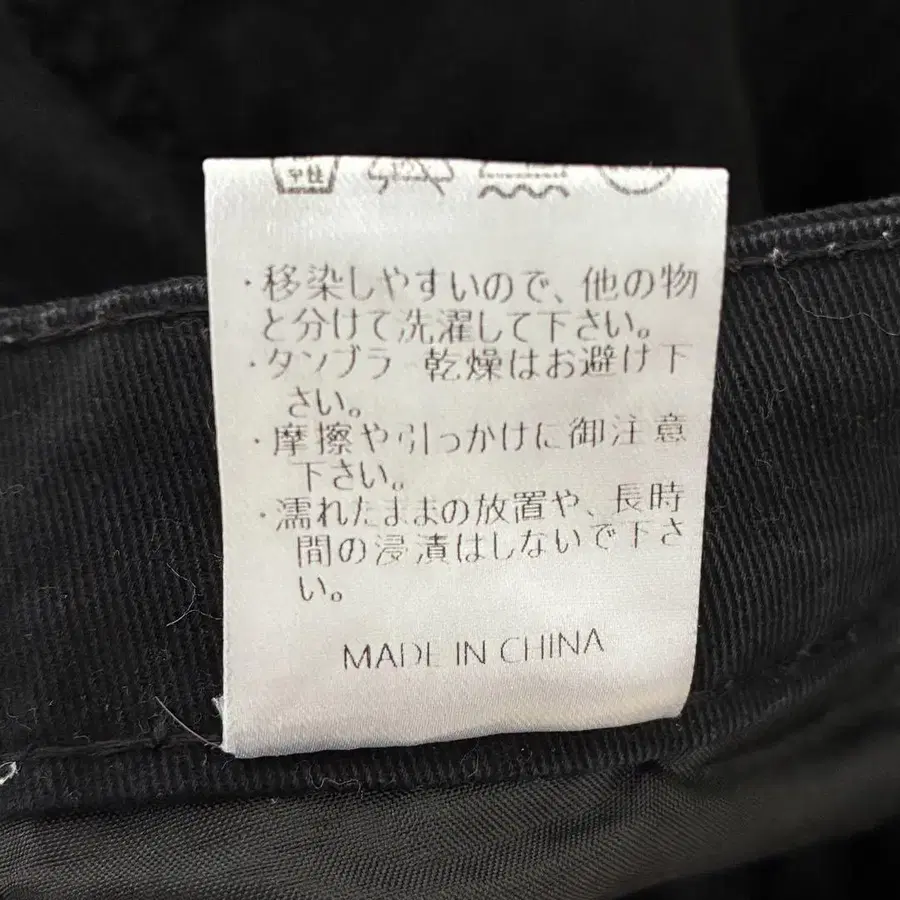 ・移染しやすいので、他の物
と分けて洗濯して下さい。
・タンブラー乾燥はお避け下
さい。
・摩擦や引っかけに御注意
下さい。
・濡れたままの放置や、長時
間の浸漬はしないで下さ
い。
MADE IN CHINA